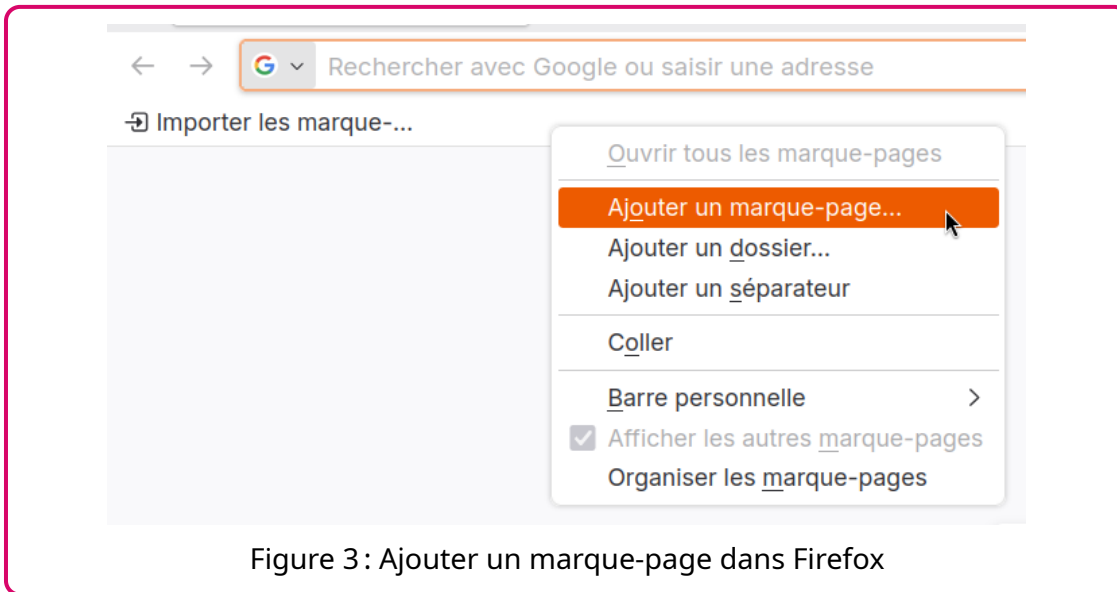 Rechercher avec Google ou saisir une adresse
Importer les marque-...
Ouvrir tous les marque-pages
Ajouter un marque-page...
Ajouter un dossier...
Ajouter un séparateur
Coller
Barre personnelle
Afficher les autres marque-pages
Organiser les marque-pages
Figure 3 : Ajouter un marque-page dans Firefox